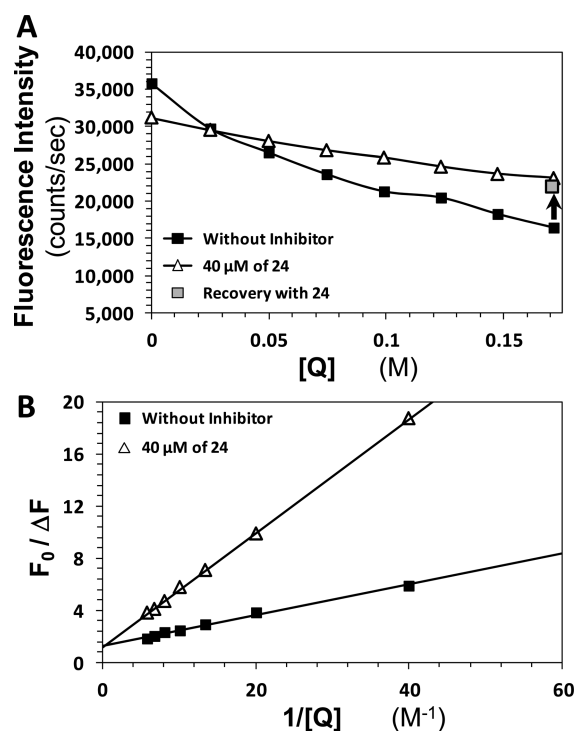 A
Fluorescence Intensity
(counts/sec)
40,000
35,000
30,000
25,000
20,000
15,000
10,000
5,000
Without Inhibitor
40 µM of 24
Recovery with 24
0
0.05
0.1
0.15
[Q] (M)
B
F0 / ΔF
20
16
12
8
4
0
Without Inhibitor
40 µM of 24
0
20
40
60
1/[Q] (M-1)